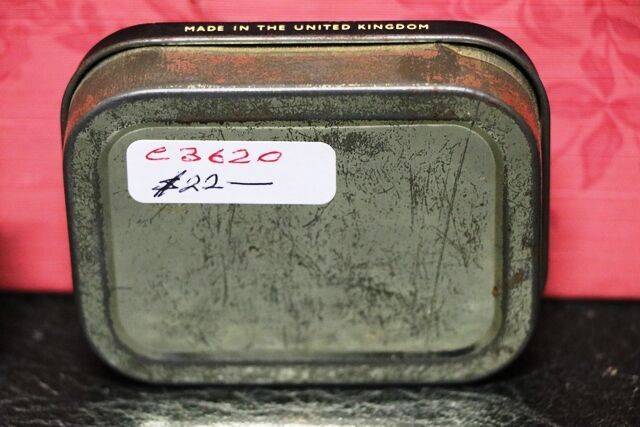 MADE IN THE UNITED KINGDOM
C3620
$22—